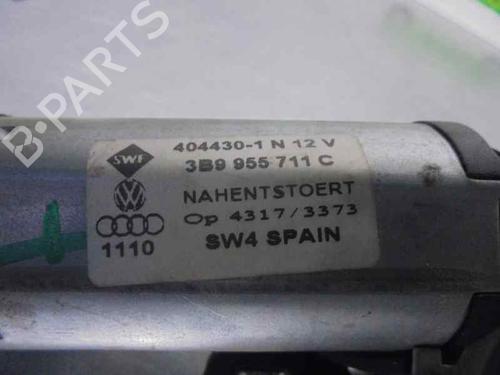 B-PARTS
SWF
404430-1 N 12 V
3B9 955 711 C
NAHENTSTOERT
Op 4317/3373
1110
SW4 SPAIN